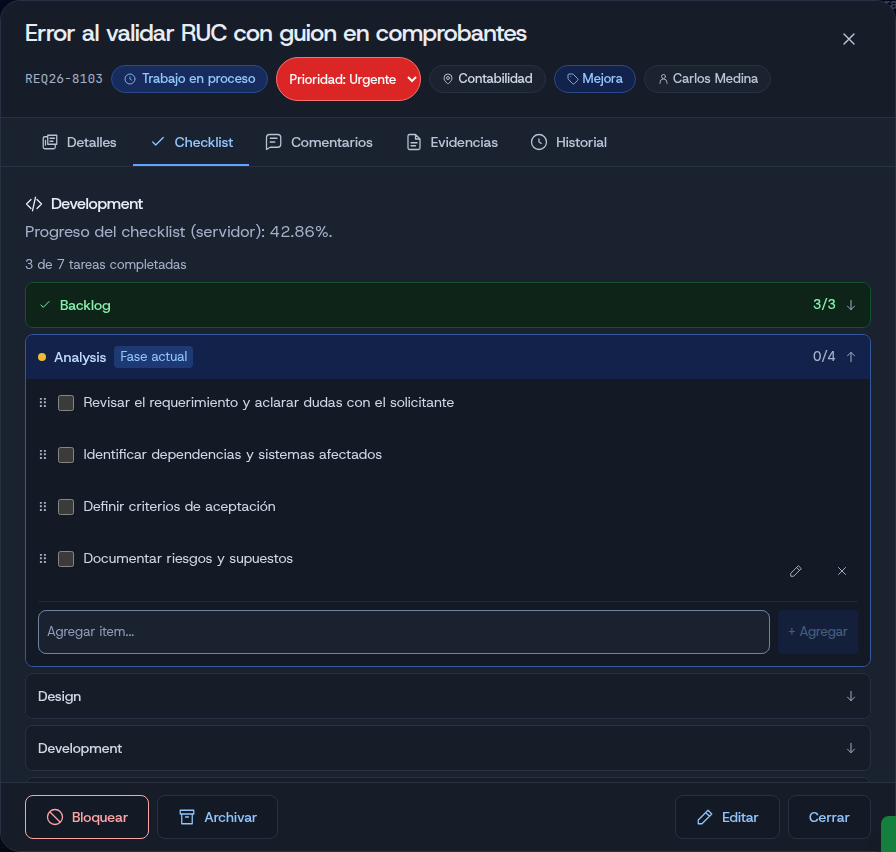 Error al validar RUC con guion en comprobantes
REQ26-8103 Trabajo en proceso Prioridad: Urgente Contabilidad Mejora Carlos Medina
Detalles Checklist Comentarios Evidencias Historial
Development
Progreso del checklist (servidor): 42.86%.
3 de 7 tareas completadas
Backlog 3/3
Analysis Fase actual 0/4
Revisar el requerimiento y aclarar dudas con el solicitante
Identificar dependencias y sistemas afectados
Definir criterios de aceptación
Documentar riesgos y supuestos
Agregar item... + Agregar
Design
Development
Bloquear Archivar Editar Cerrar